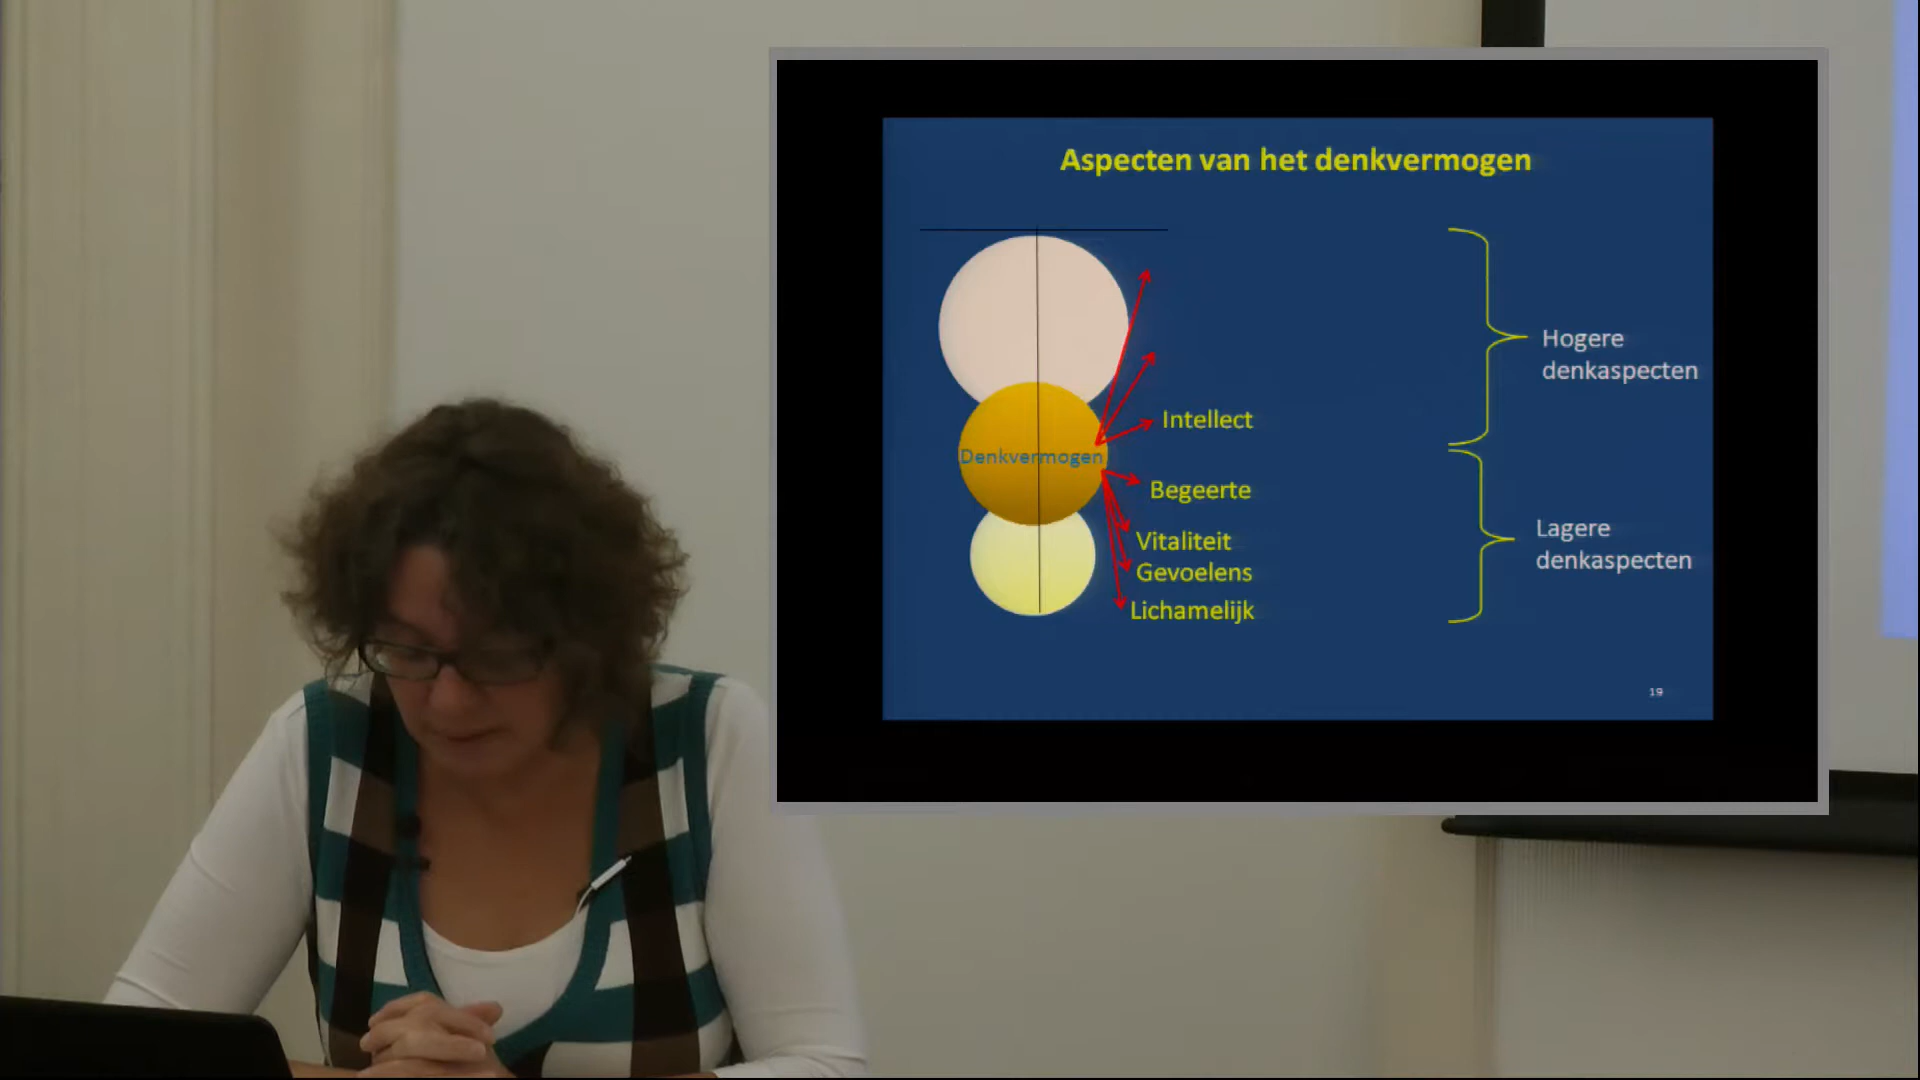 Aspecten van het denkvermogen
Hogere
denkaspecten
Intellect
Denkvermogen
Begeerte
Lagere
denkaspecten
Vitaliteit
Gevoelens
Lichamelijk
19